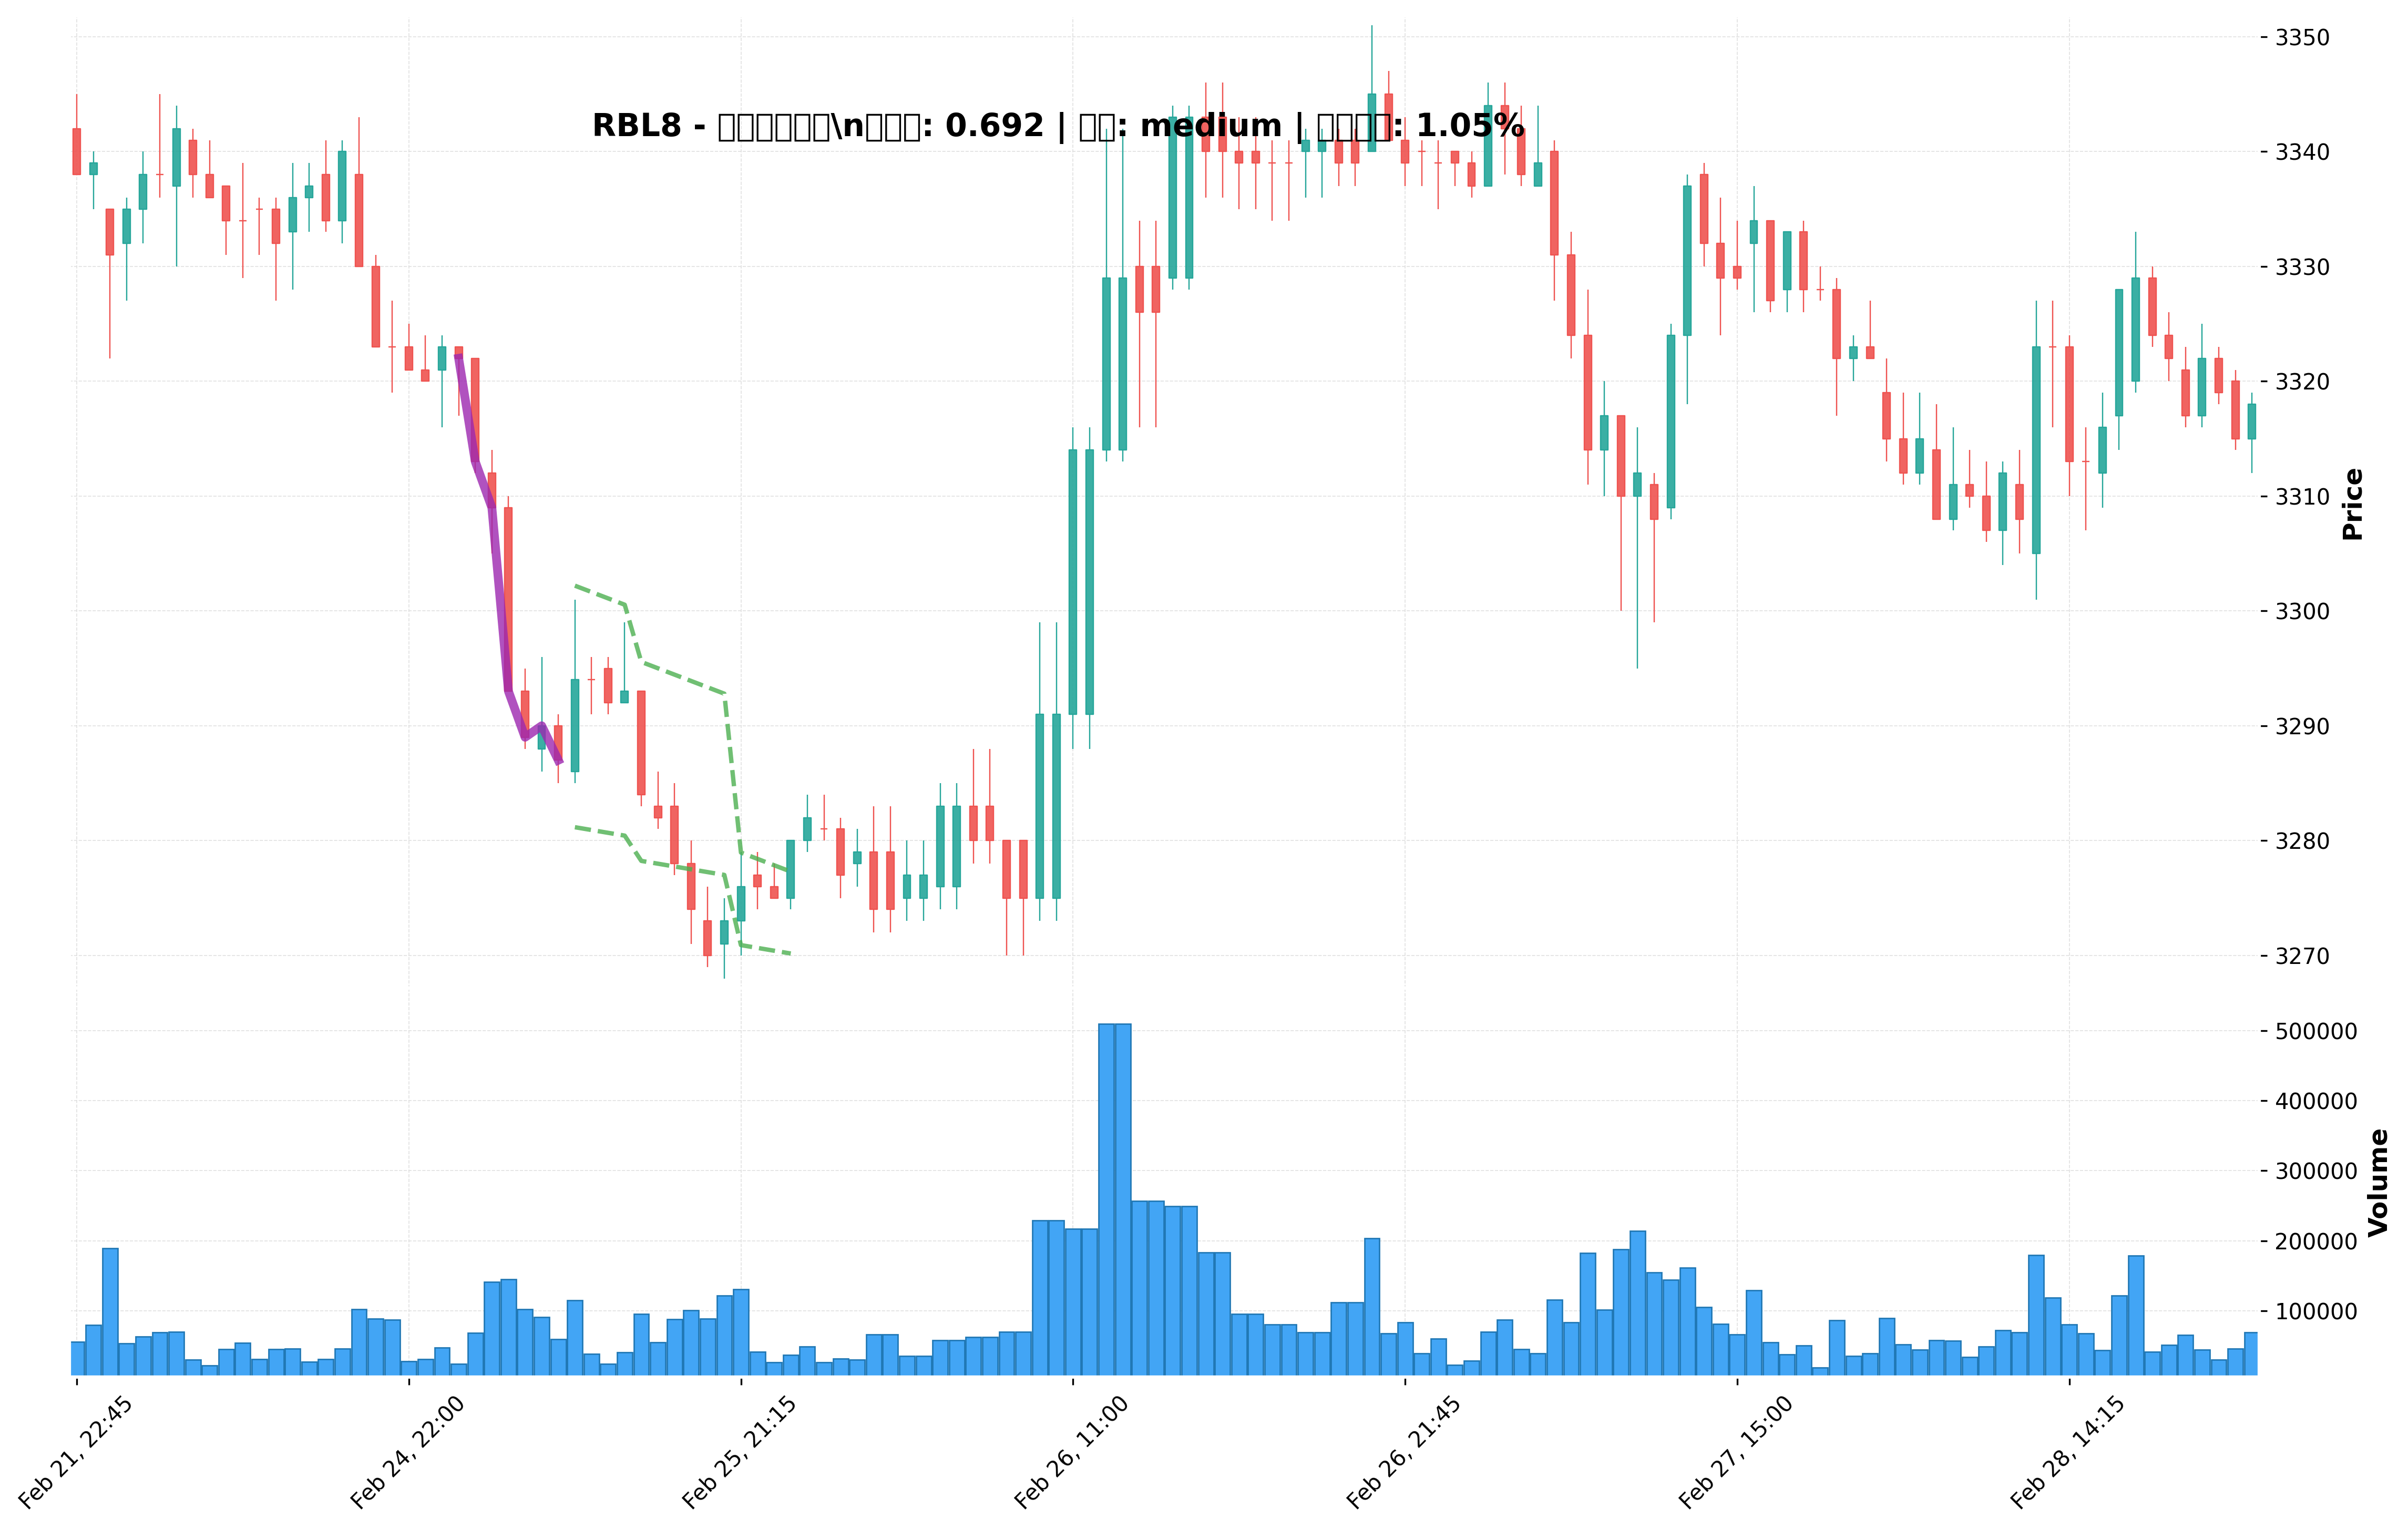 RBL8 - □□□□□□\n□□□: 0.692 | □□: medium | □□□□: 1.05%
3350
3340
3330
3320
3310
3300
3290
3280
3270
Price
500000
400000
300000
200000
100000
Volume
Feb 21, 22:45
Feb 24, 22:00
Feb 25, 21:15
Feb 26, 11:00
Feb 26, 21:45
Feb 27, 15:00
Feb 28, 14:15